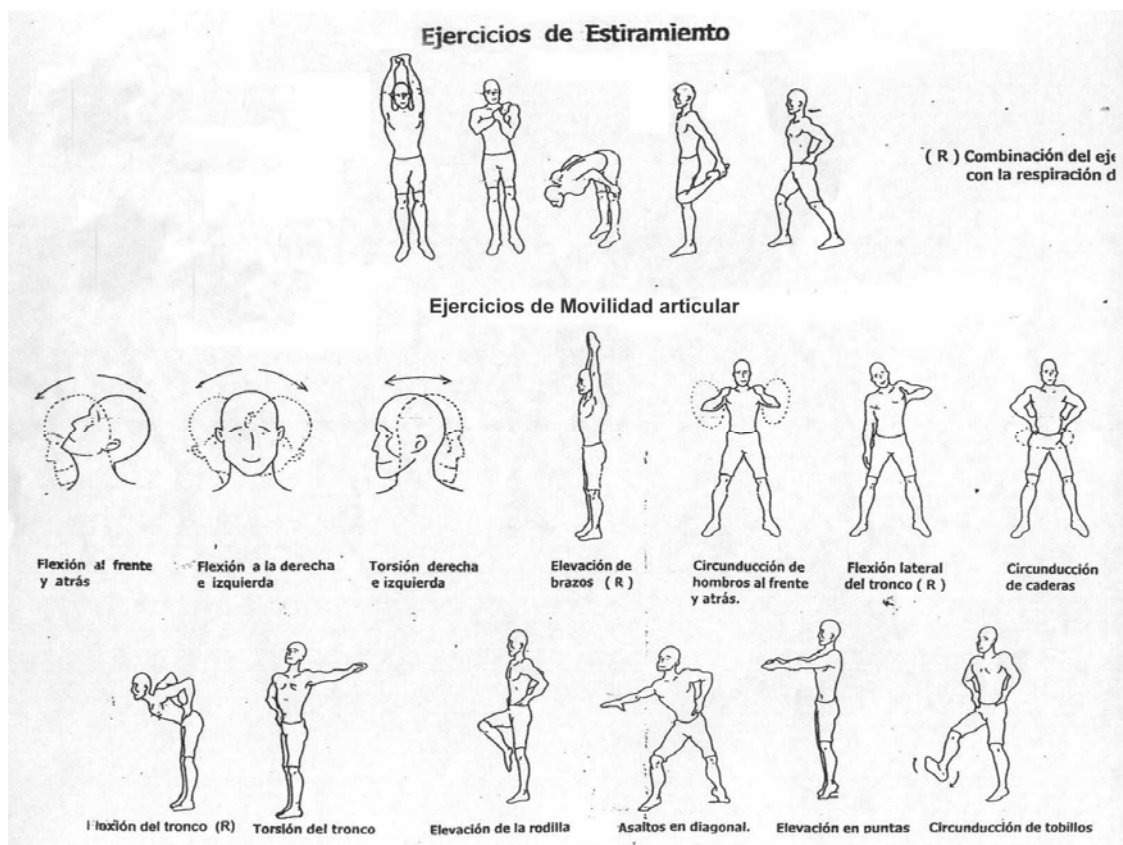 Ejercicios de Estiramiento
( R ) Combinación del eje
con la respiración d
Ejercicios de Movilidad articular
Flexión al frente
y atrás
Flexión a la derecha
e izquierda
Torsión derecha
e izquierda
Elevación de
brazos ( R )
Circunducción de
hombros al frente
y atrás.
Flexión lateral
del tronco ( R )
Circunducción
de caderas
Flexión del tronco (R)
Torsión del tronco
Elevación de la rodilla
Asaltos en diagonal.
Elevación en puntas
Circunducción de tobillos